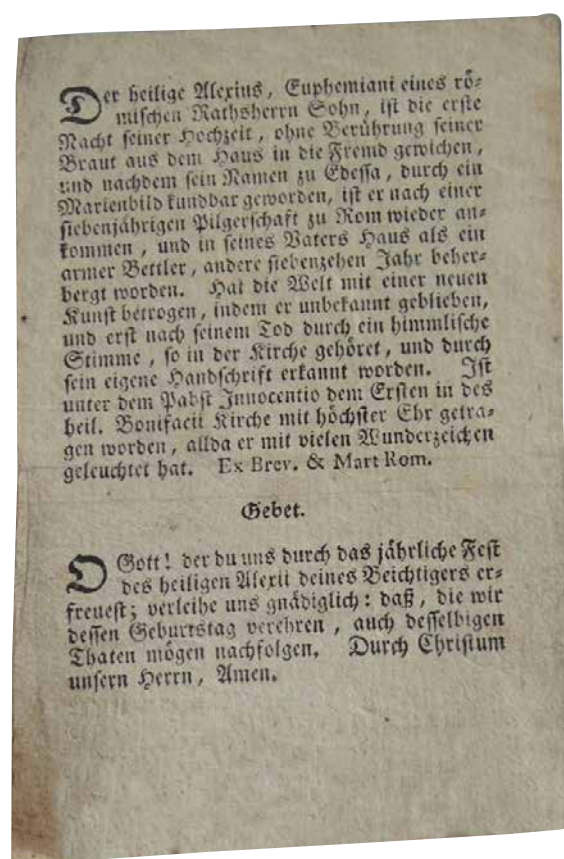 Der heilige Alexius, Euphemiani eines rö⸗
mischen Rathsherrn Sohn, ist die erste
Nacht seiner Hochzeit, ohne Berührung seiner
Braut aus dem Haus in die Fremd gewichen,
und nachdem sein Namen zu Edessa, durch ein
Marienbild kundbar geworden, ist er nach einer
siebenjährigen Pilgerschaft zu Rom wieder an⸗
kommen, und in seines Vaters Haus als ein
armer Bettler, andere siebenzehen Jahr beher⸗
bergt worden. Hat die Welt mit einer neuen
Kunst betrogen, indem er unbekannt geblieben,
und erst nach seinem Tod durch ein himmlische
Stimme, so in der Kirche gehöret, und durch
sein eigene Handschrift erkannt worden. Ist
unter dem Pabst Innocentio dem Ersten in des
heil. Bonifacii Kirche mit höchster Ehr getra⸗
gen worden, allda er mit vielen Wunderzeichen
geleuchtet hat. Ex Brev. & Mart Rom.
Gebet.
O Gott! der du uns durch das jährliche Fest
des heiligen Alexii deines Beichtigers er⸗
freuest; verleihe uns gnädiglich: daß, die wir
dessen Geburtstag verehren, auch desselbigen
Thaten mögen nachfolgen. Durch Christum
unsern Herrn, Amen.